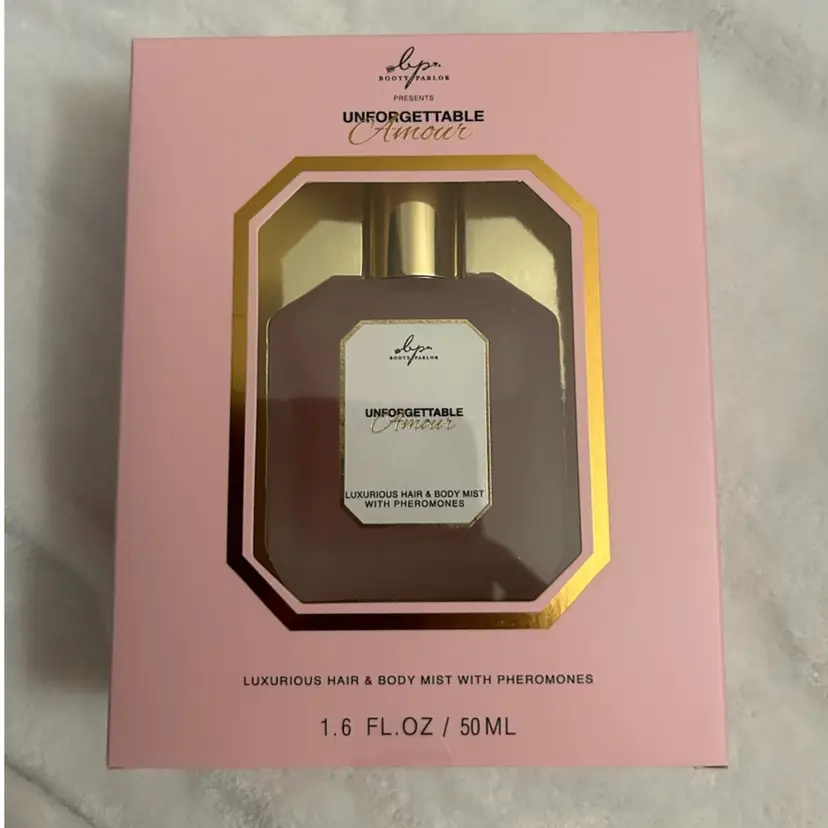 bp.
BOOTY PARLOR
PRESENTS
UNFORGETTABLE
Amour
bp.
BOOTY PARLOR
UNFORGETTABLE
Amour
LUXURIOUS HAIR & BODY MIST
WITH PHEROMONES
LUXURIOUS HAIR & BODY MIST WITH PHEROMONES
1.6 FL.OZ / 50ML